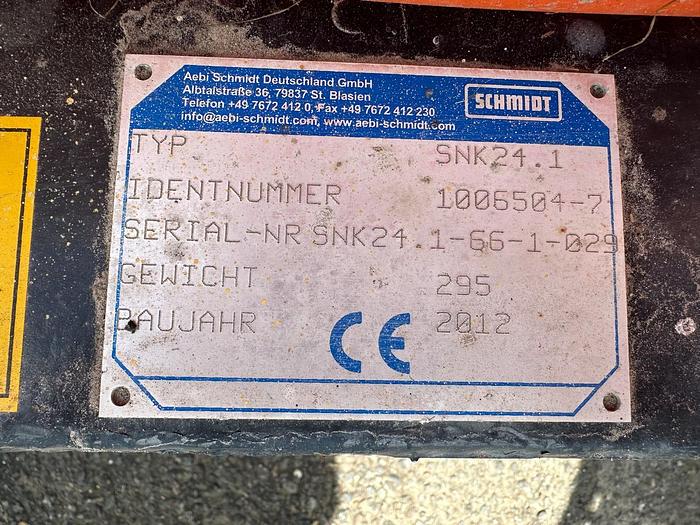 Aebi Schmidt Deutschland GmbH
Albtalstraße 36, 79837 St. Blasien
Telefon +49 7672 412 0, Fax +49 7672 412 230
info@aebi-schmidt.com, www.aebi-schmidt.com
SCHMIDT
TYP SNK24.1
IDENTNUMMER 1006504-7
SERIAL-NR SNK24.1-66-1-029
GEWICHT 295
BAUJAHR 2012
CE